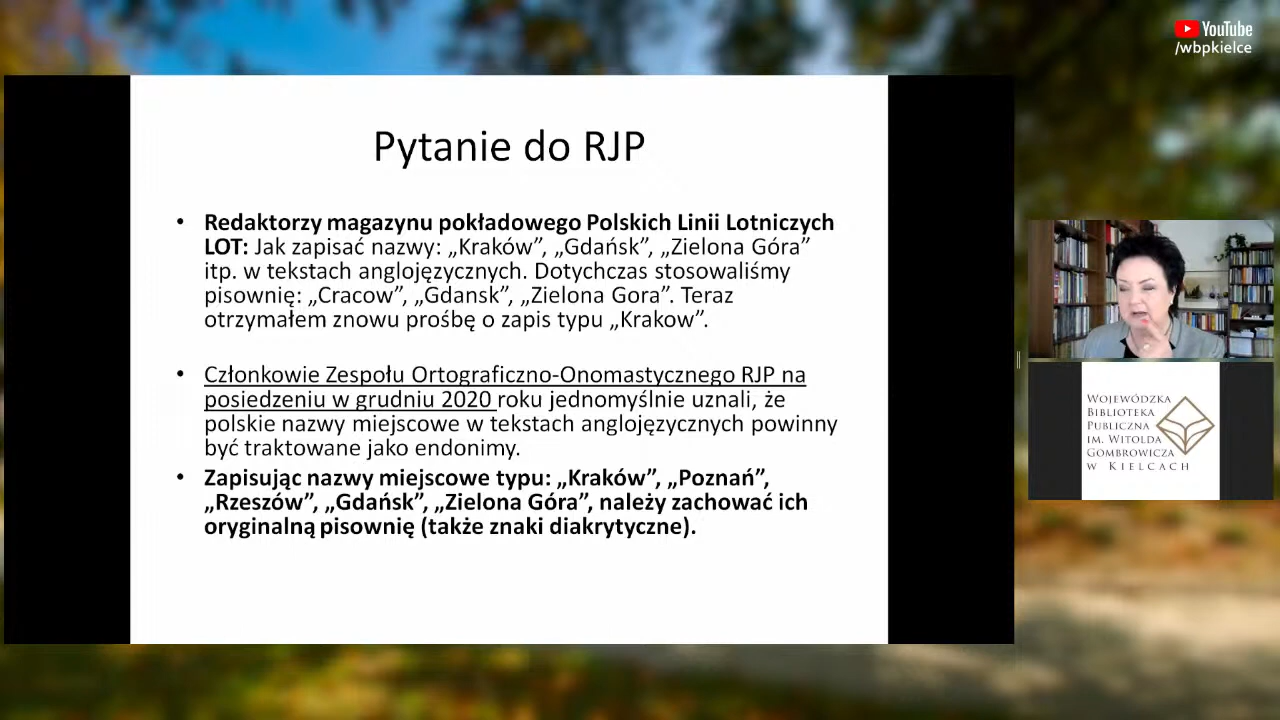 YouTube
/wbpkielce
Pytanie do RJP
• Redaktorzy magazynu pokładowego Polskich Linii Lotniczych
LOT: Jak zapisać nazwy: „Kraków”, „Gdańsk”, „Zielona Góra”
itp. w tekstach anglojęzycznych. Dotychczas stosowaliśmy
pisownię: „Cracow”, „Gdansk”, „Zielona Gora”. Teraz
otrzymałem znowu prośbę o zapis typu „Krakow”.
• Członkowie Zespołu Ortograficzno-Onomastycznego RJP na
posiedzeniu w grudniu 2020 roku jednomyślnie uznali, że
polskie nazwy miejscowe w tekstach anglojęzycznych powinny
być traktowane jako endonimy.
• Zapisując nazwy miejscowe typu: „Kraków”, „Poznań”,
„Rzeszów”, „Gdańsk”, „Zielona Góra”, należy zachować ich
oryginalną pisownię (także znaki diakrytyczne).
WOJEWÓDZKA
BIBLIOTEKA
PUBLICZNA
IM. WITOLDA
GOMBROWICZA
W KIELCACH